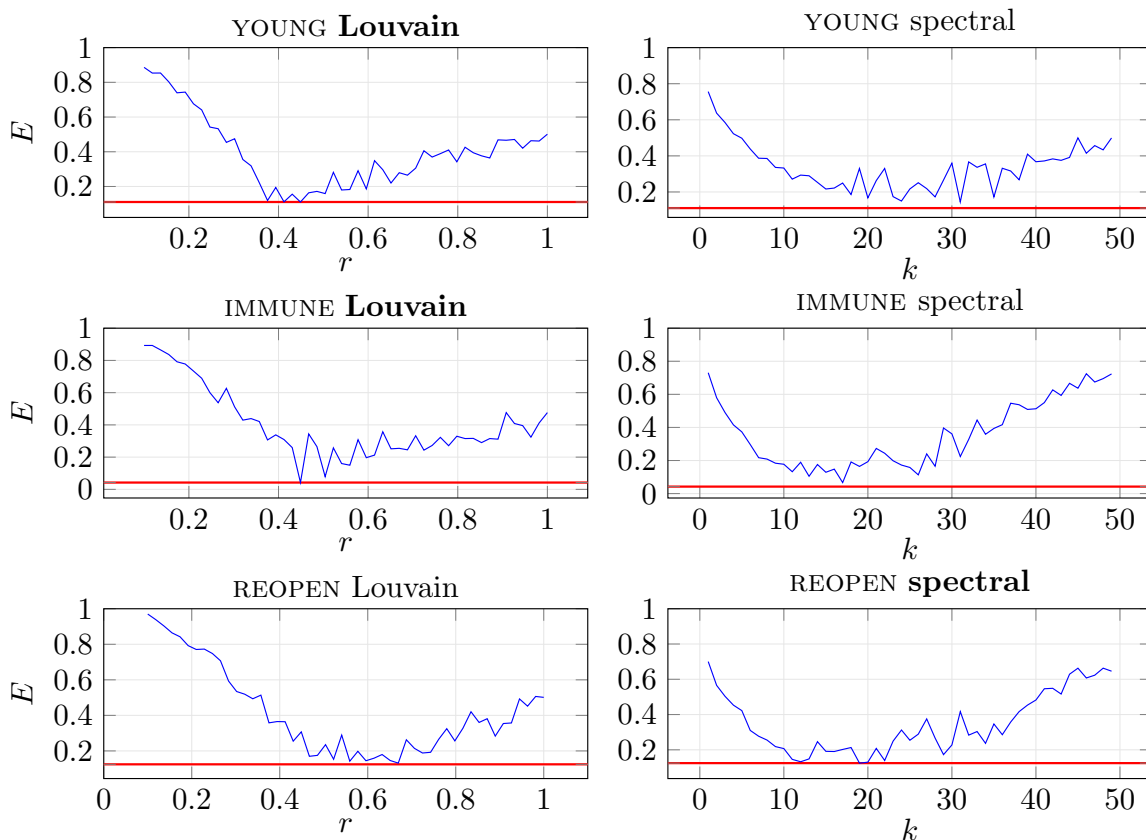 YOUNG Louvain
1
0.8
0.6
0.4
0.2
E
0.2 0.4 0.6 0.8 1
r
YOUNG spectral
1
0.8
0.6
0.4
0.2
0 10 20 30 40 50
k
IMMUNE Louvain
1
0.8
0.6
0.4
0.2
0
E
0.2 0.4 0.6 0.8 1
r
IMMUNE spectral
1
0.8
0.6
0.4
0.2
0
0 10 20 30 40 50
k
REOPEN Louvain
1
0.8
0.6
0.4
0.2
E
0 0.2 0.4 0.6 0.8 1
r
REOPEN spectral
1
0.8
0.6
0.4
0.2
0 10 20 30 40 50
k